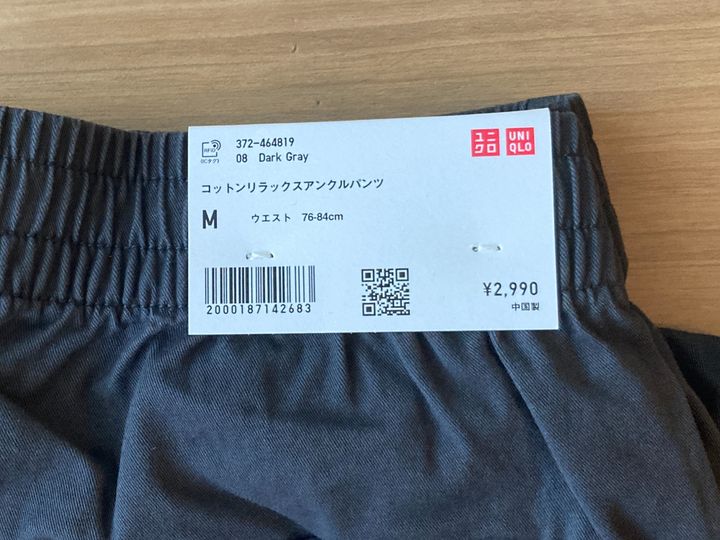 372-464819
08 Dark Gray
RFID
(ICタグ)
ユニクロ
UNIQLO
コットンリラックスアンクルパンツ
M ウエスト 76-84cm
2000187142683
¥2,990
中国製